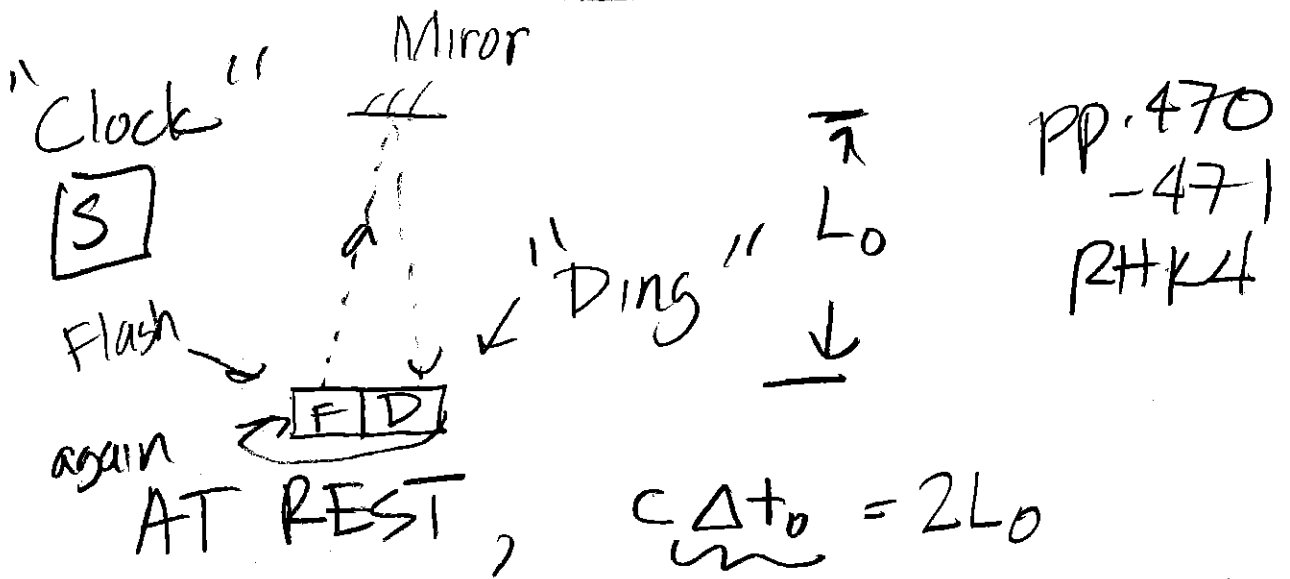 Miror
"Clock"
S
L₀
pp. 470
-471
RHK4
"Ding"
Flash
F D
again
AT REST, cΔt₀ = 2L₀